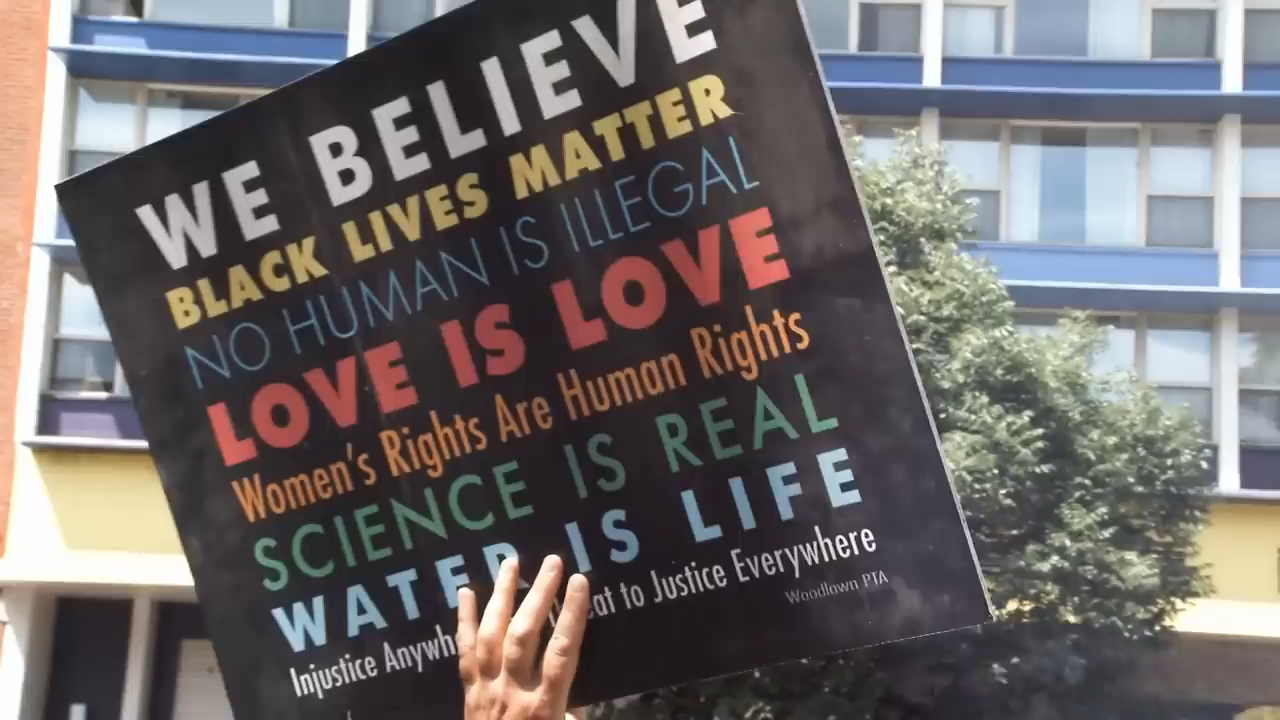 WE BELIEVE
BLACK LIVES MATTER
NO HUMAN IS ILLEGAL
LOVE IS LOVE
Women's Rights Are Human Rights
SCIENCE IS REAL
WATER IS LIFE
Injustice to Justice Everywhere
Woodlawn PTA